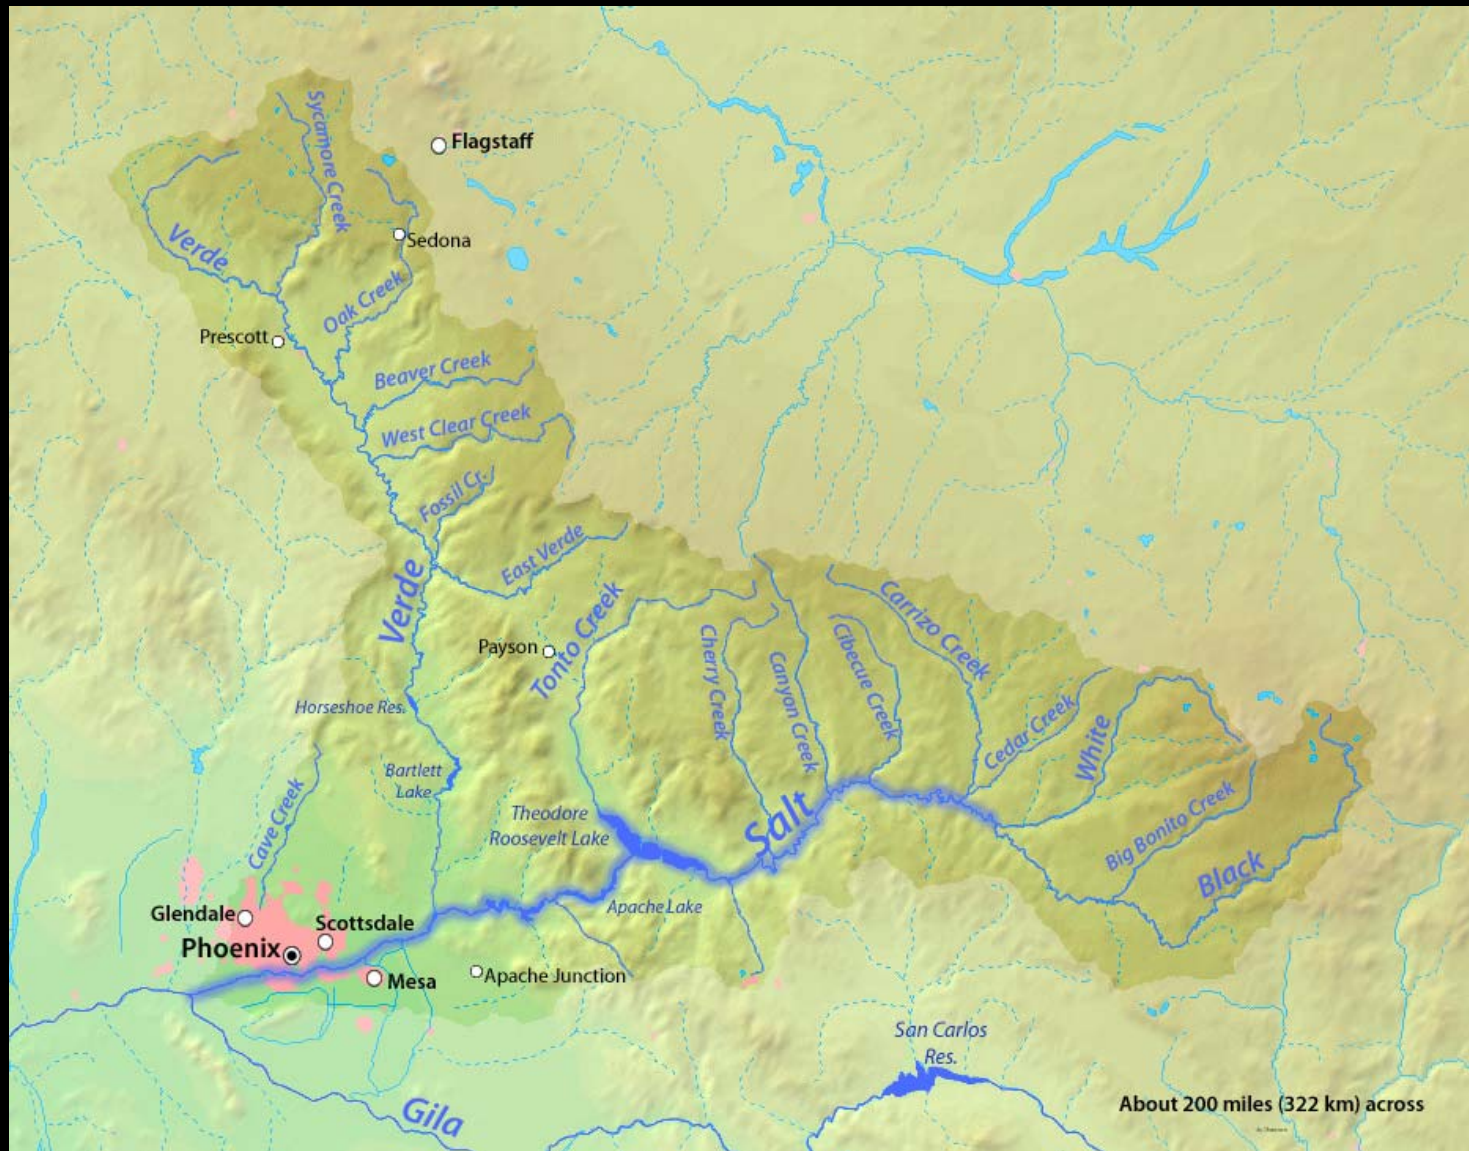 Sycamore Creek
Flagstaff
Verde
Sedona
Oak Creek
Prescott
Beaver Creek
West Clear Creek
Fossil Cr.
East Verde
Verde
Tonto Creek
Payson
Carrizo Creek
Cherry Creek
Canyon Creek
Cibecue Creek
Horseshoe Res.
Cedar Creek
White
Bartlett
Lake
Cave Creek
Theodore
Roosevelt Lake
Salt
Big Bonito Creek
Black
Apache Lake
Glendale
Scottsdale
Phoenix
Mesa
Apache Junction
San Carlos
Res.
Gila
About 200 miles (322 km) across